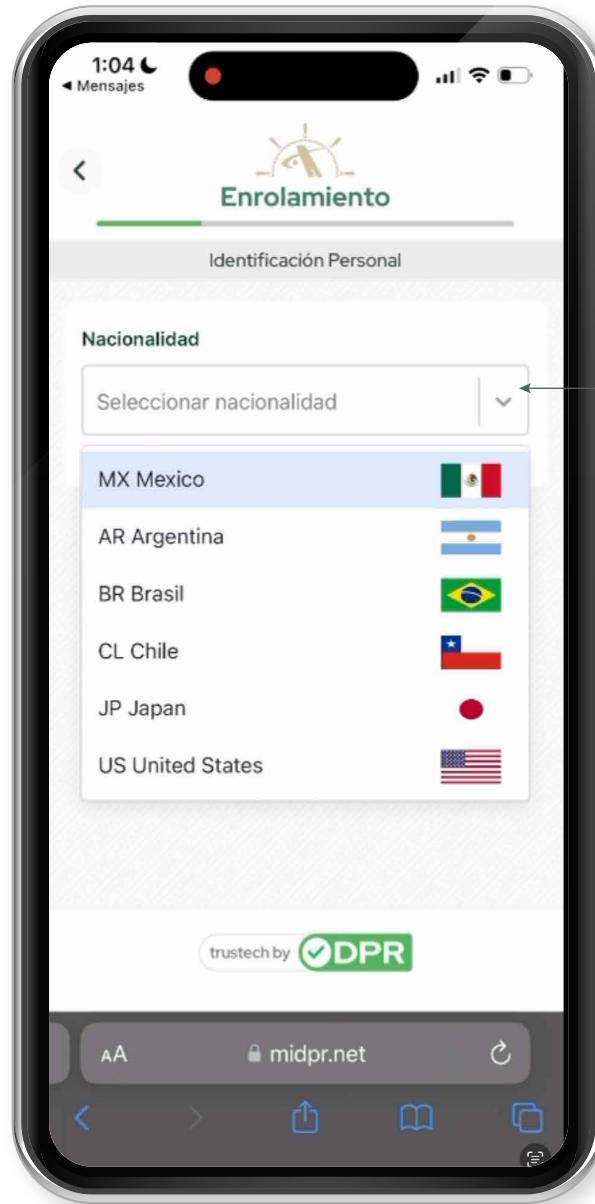 1:04
◀ Mensajes
Enrolamiento
Identificación Personal
Nacionalidad
Seleccionar nacionalidad
MX Mexico
AR Argentina
BR Brasil
CL Chile
JP Japan
US United States
trustech by DPR
AA midpr.net